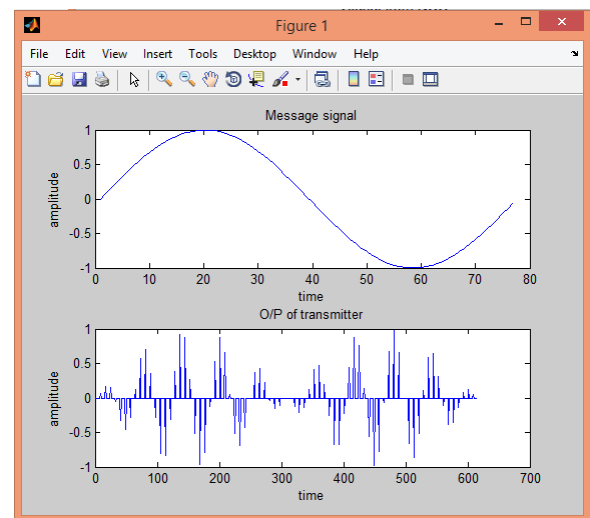 Figure 1
File Edit View Insert Tools Desktop Window Help
Message signal
1
0.5
0
-0.5
-1
amplitude
0 10 20 30 40 50 60 70 80
time
O/P of transmitter
1
0.5
0
-0.5
-1
amplitude
0 100 200 300 400 500 600 700
time